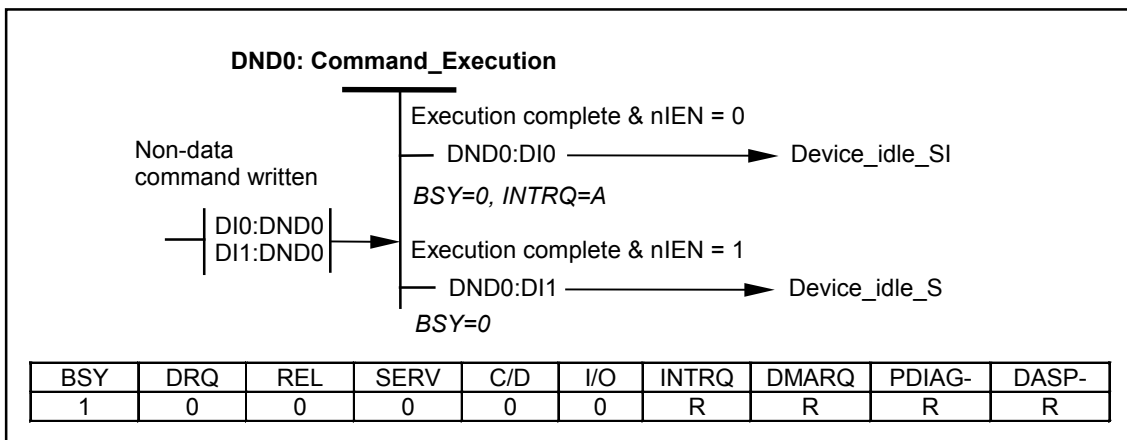 DND0: Command_Execution
Execution complete & nIEN = 0
Non-data
command written
DND0:DI0
Device_idle_SI
BSY=0, INTRQ=A
DI0:DND0
DI1:DND0
Execution complete & nIEN = 1
DND0:DI1
Device_idle_S
BSY=0
BSY DRQ REL SERV C/D I/O INTRQ DMARQ PDIAG- DASP-
1 0 0 0 0 0 R R R R